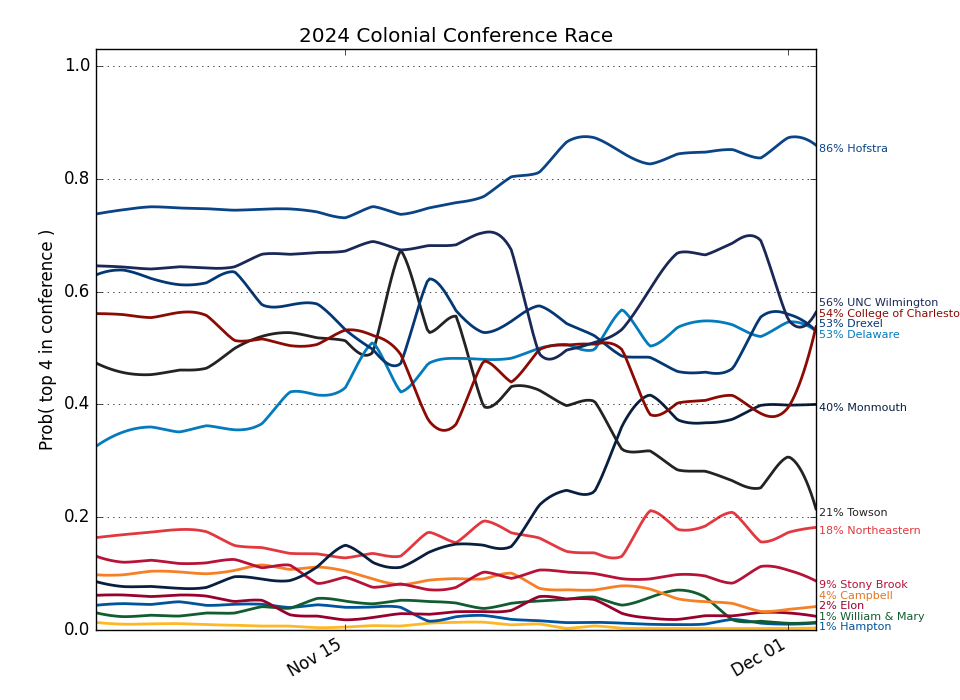 2024 Colonial Conference Race
Prob( top 4 in conference )
1.0
0.8
0.6
0.4
0.2
0.0
Nov 15
Dec 01
86% Hofstra
56% UNC Wilmington
54% College of Charlesto
53% Drexel
53% Delaware
40% Monmouth
21% Towson
18% Northeastern
9% Stony Brook
4% Campbell
2% Elon
1% William & Mary
1% Hampton